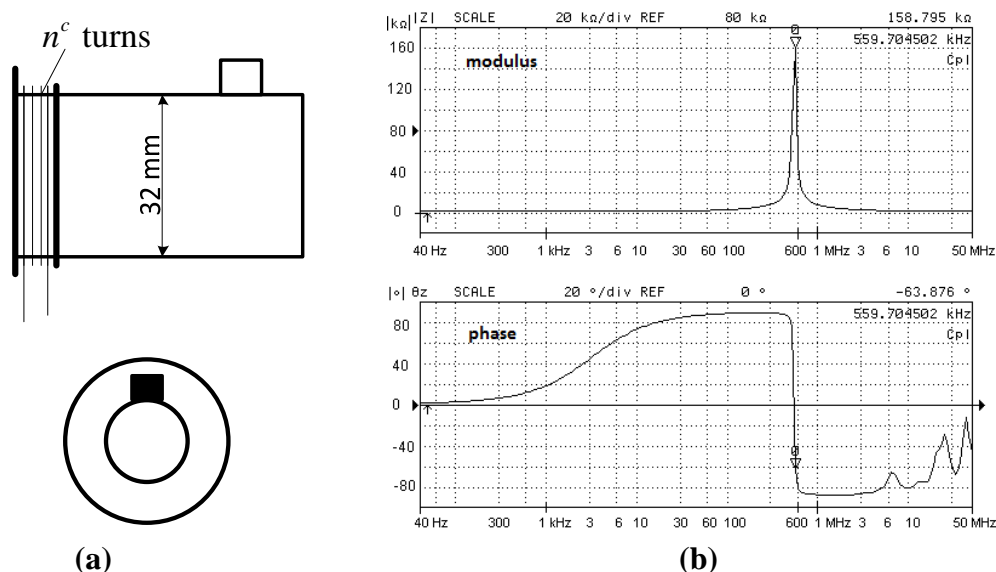 n^c turns
32 mm
(a)
|Z| SCALE 20 kΩ/div REF 80 kΩ 158.795 kΩ
kΩ
0
559.704502 kHz
160
Cpl
modulus
120
80
40
0
40 Hz 300 1 kHz 3 6 10 30 60 100 600 1 MHz 3 6 10 50 MHz
|°| θz SCALE 20 °/div REF 0 ° -63.876 °
559.704502 kHz
80
Cpl
phase
40
0
0
-40
-80
40 Hz 300 1 kHz 3 6 10 30 60 100 600 1 MHz 3 6 10 50 MHz
(b)